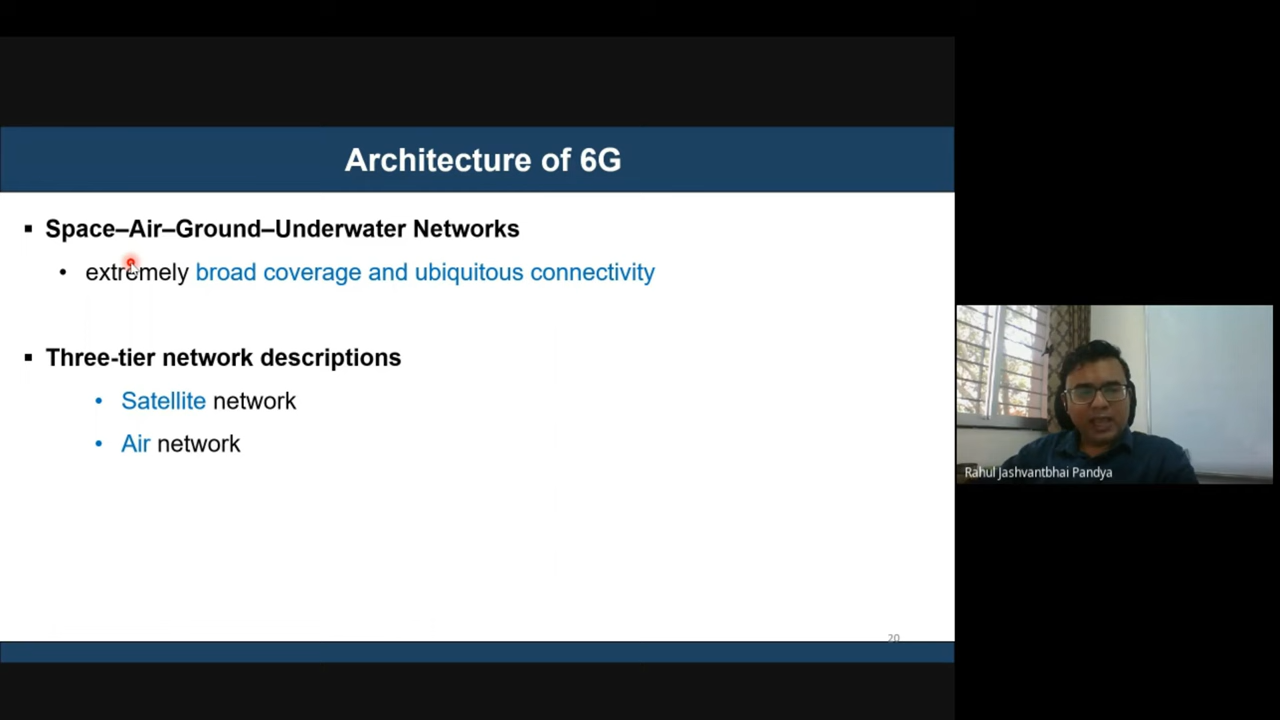 Architecture of 6G
▪ Space–Air–Ground–Underwater Networks
• extremely broad coverage and ubiquitous connectivity
▪ Three-tier network descriptions
• Satellite network
• Air network
20
Rahul Jashvantbhai Pandya